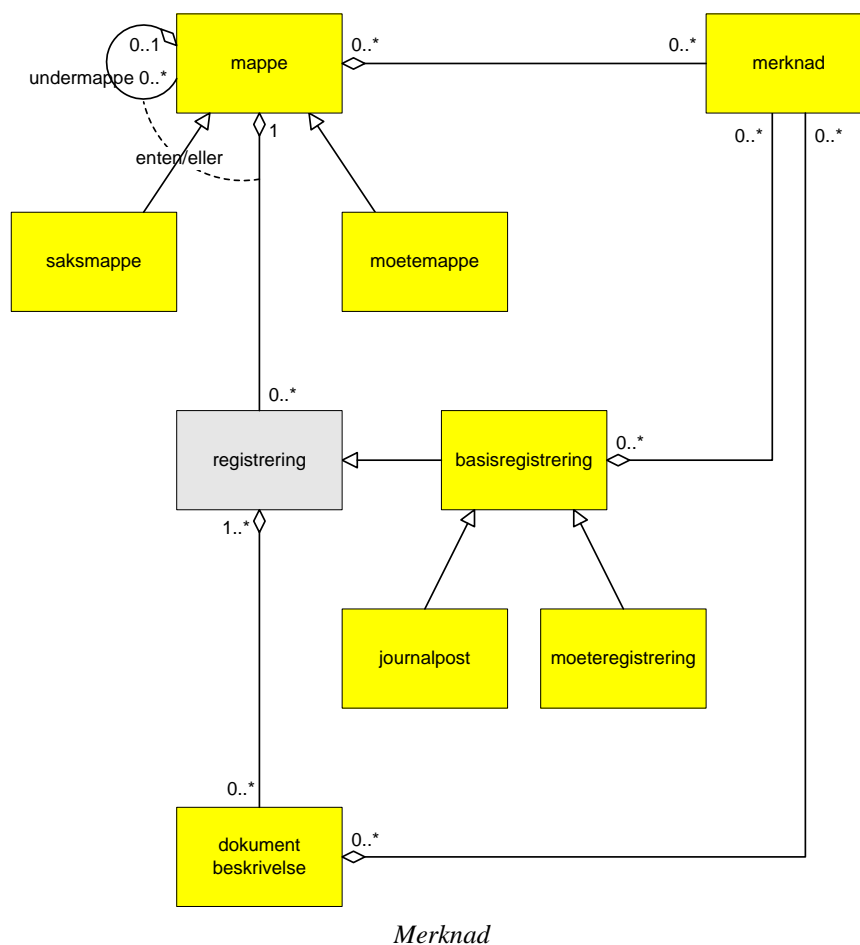 0..1
0..*
0..*
mappe
merknad
undermappe 0..*
1
0..*
0..*
enten/eller
saksmappe
moetemappe
0..*
registrering
basisregistrering
0..*
1..*
journalpost
moeteregistrering
0..*
dokument
beskrivelse
0..*
Merknad